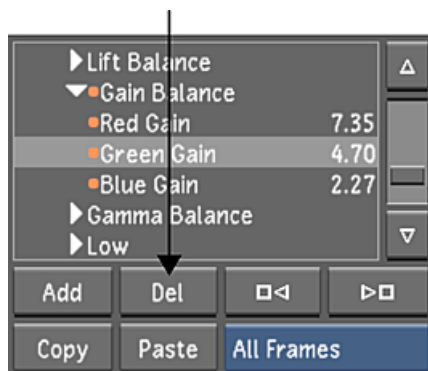 Lift Balance
Gain Balance
Red Gain 7.35
Green Gain 4.70
Blue Gain 2.27
Gamma Balance
Low
Add Del
Copy Paste All Frames